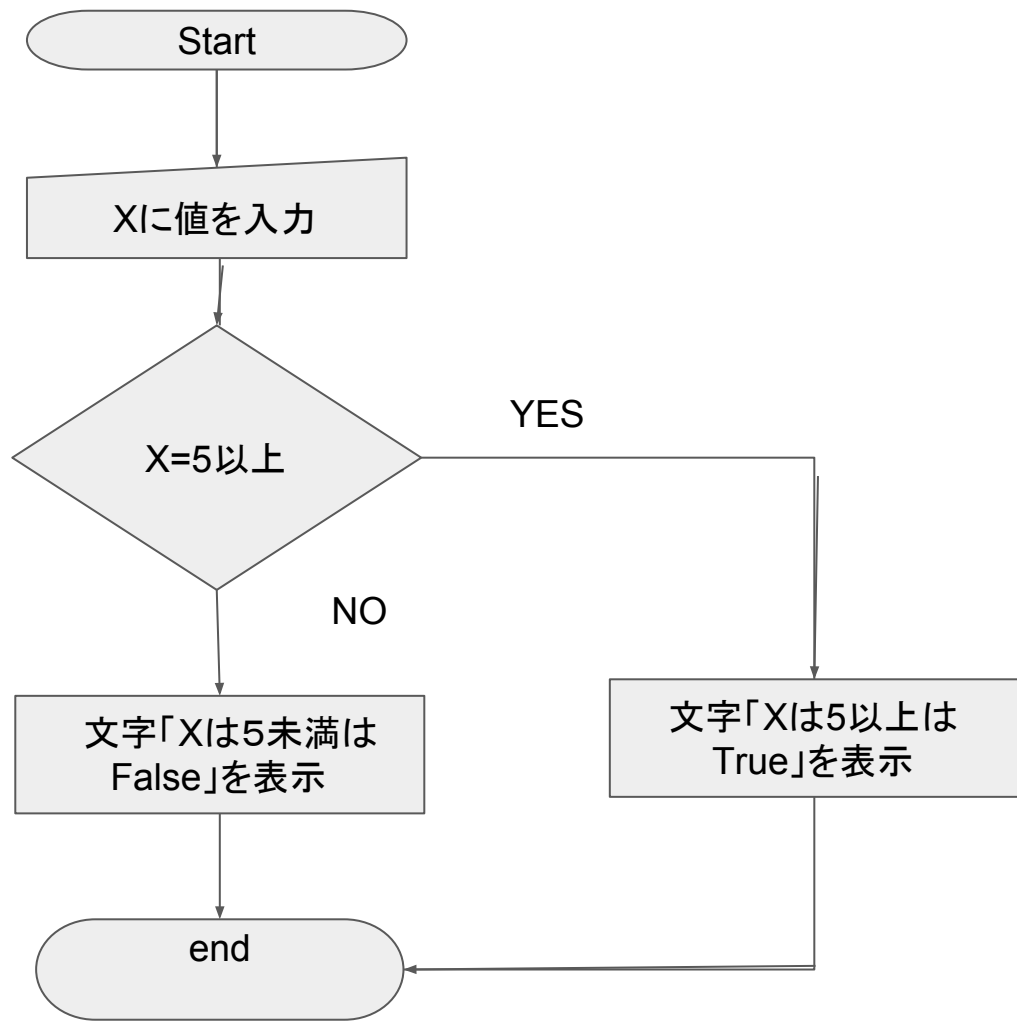 Start
Xに値を入力
X=5以上
YES
NO
文字「Xは５未満は
False」を表示
文字「Xは5以上は
True」を表示
end